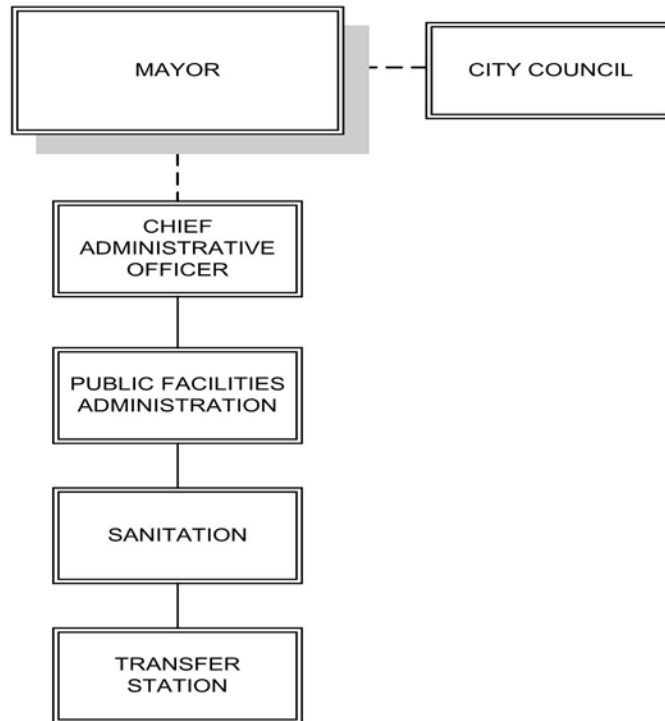 MAYOR
CITY COUNCIL
CHIEF
ADMINISTRATIVE
OFFICER
PUBLIC FACILITIES
ADMINISTRATION
SANITATION
TRANSFER
STATION